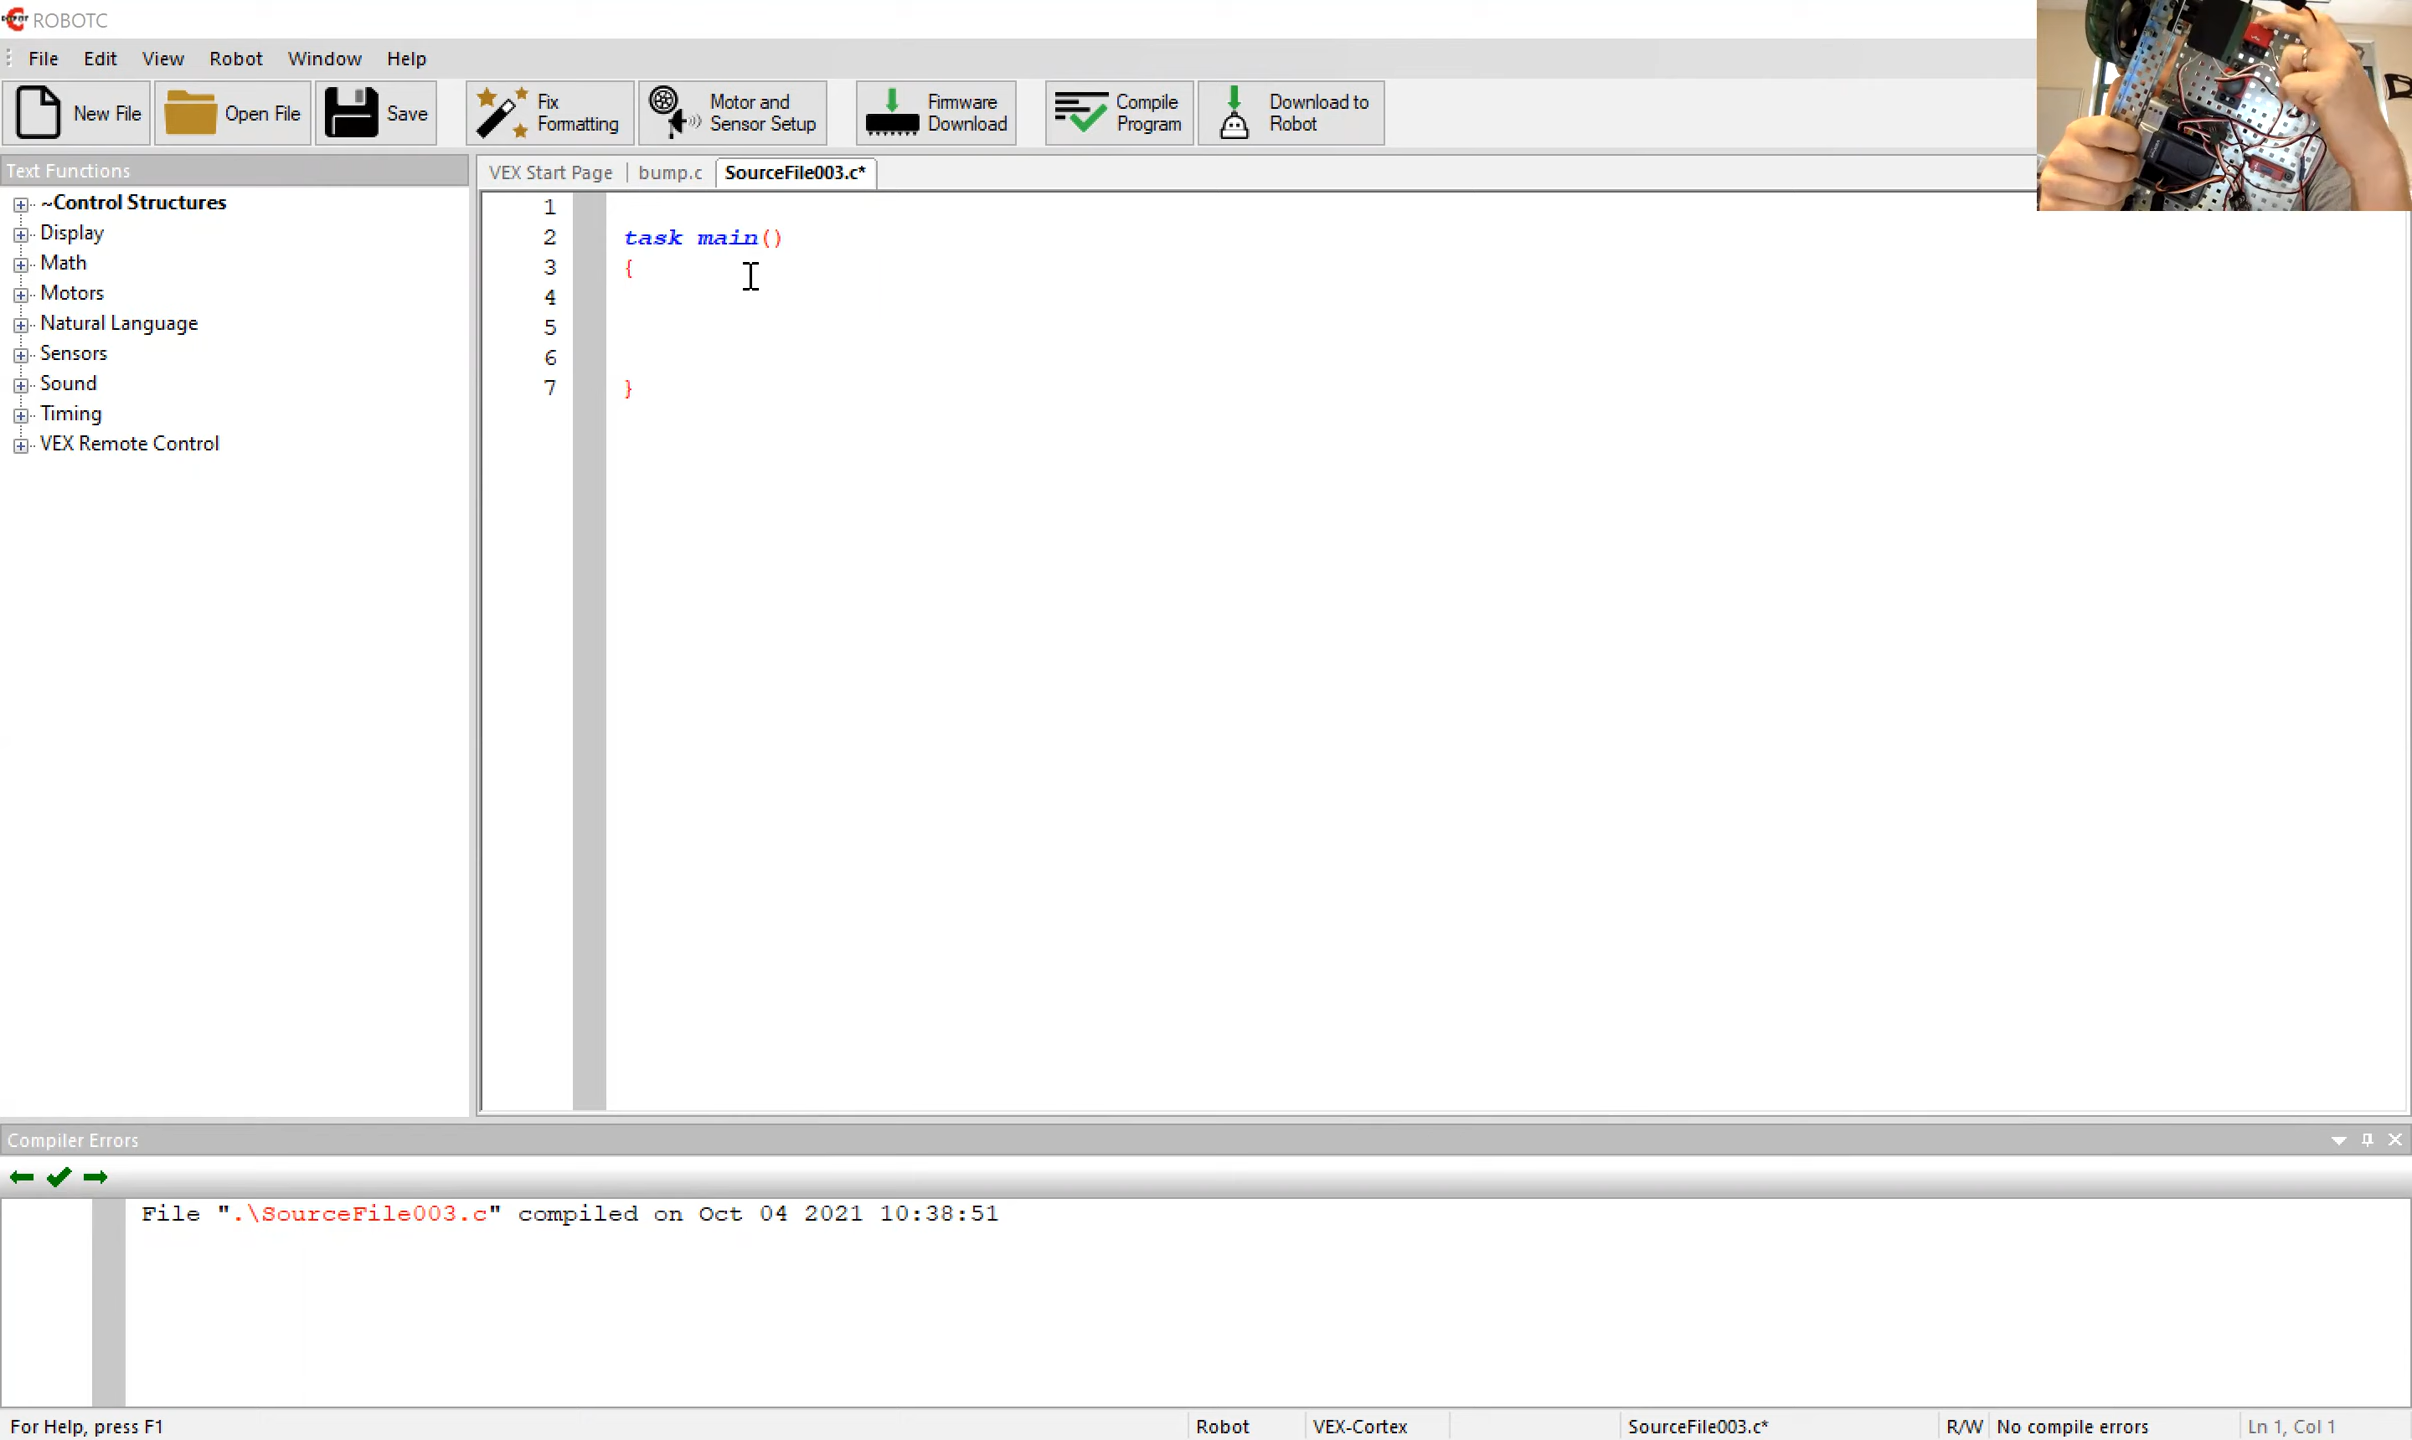 ROBOTC
File Edit View Robot Window Help
New File Open File Save Fix Formatting Motor and Sensor Setup Firmware Download Compile Program Download to Robot
Text Functions
~Control Structures
Display
Math
Motors
Natural Language
Sensors
Sound
Timing
VEX Remote Control
VEX Start Page bump.c SourceFile003.c*
1
2 task main()
3 {
4
5
6
7 }
Compiler Errors
File ".\SourceFile003.c" compiled on Oct 04 2021 10:38:51
For Help, press F1 Robot VEX-Cortex SourceFile003.c* R/W No compile errors Ln 1, Col 1